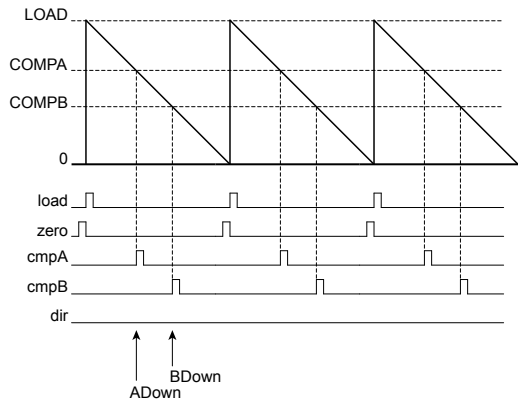 LOAD
COMPA
COMPB
0
load
zero
cmpA
cmpB
dir
BDown
ADown